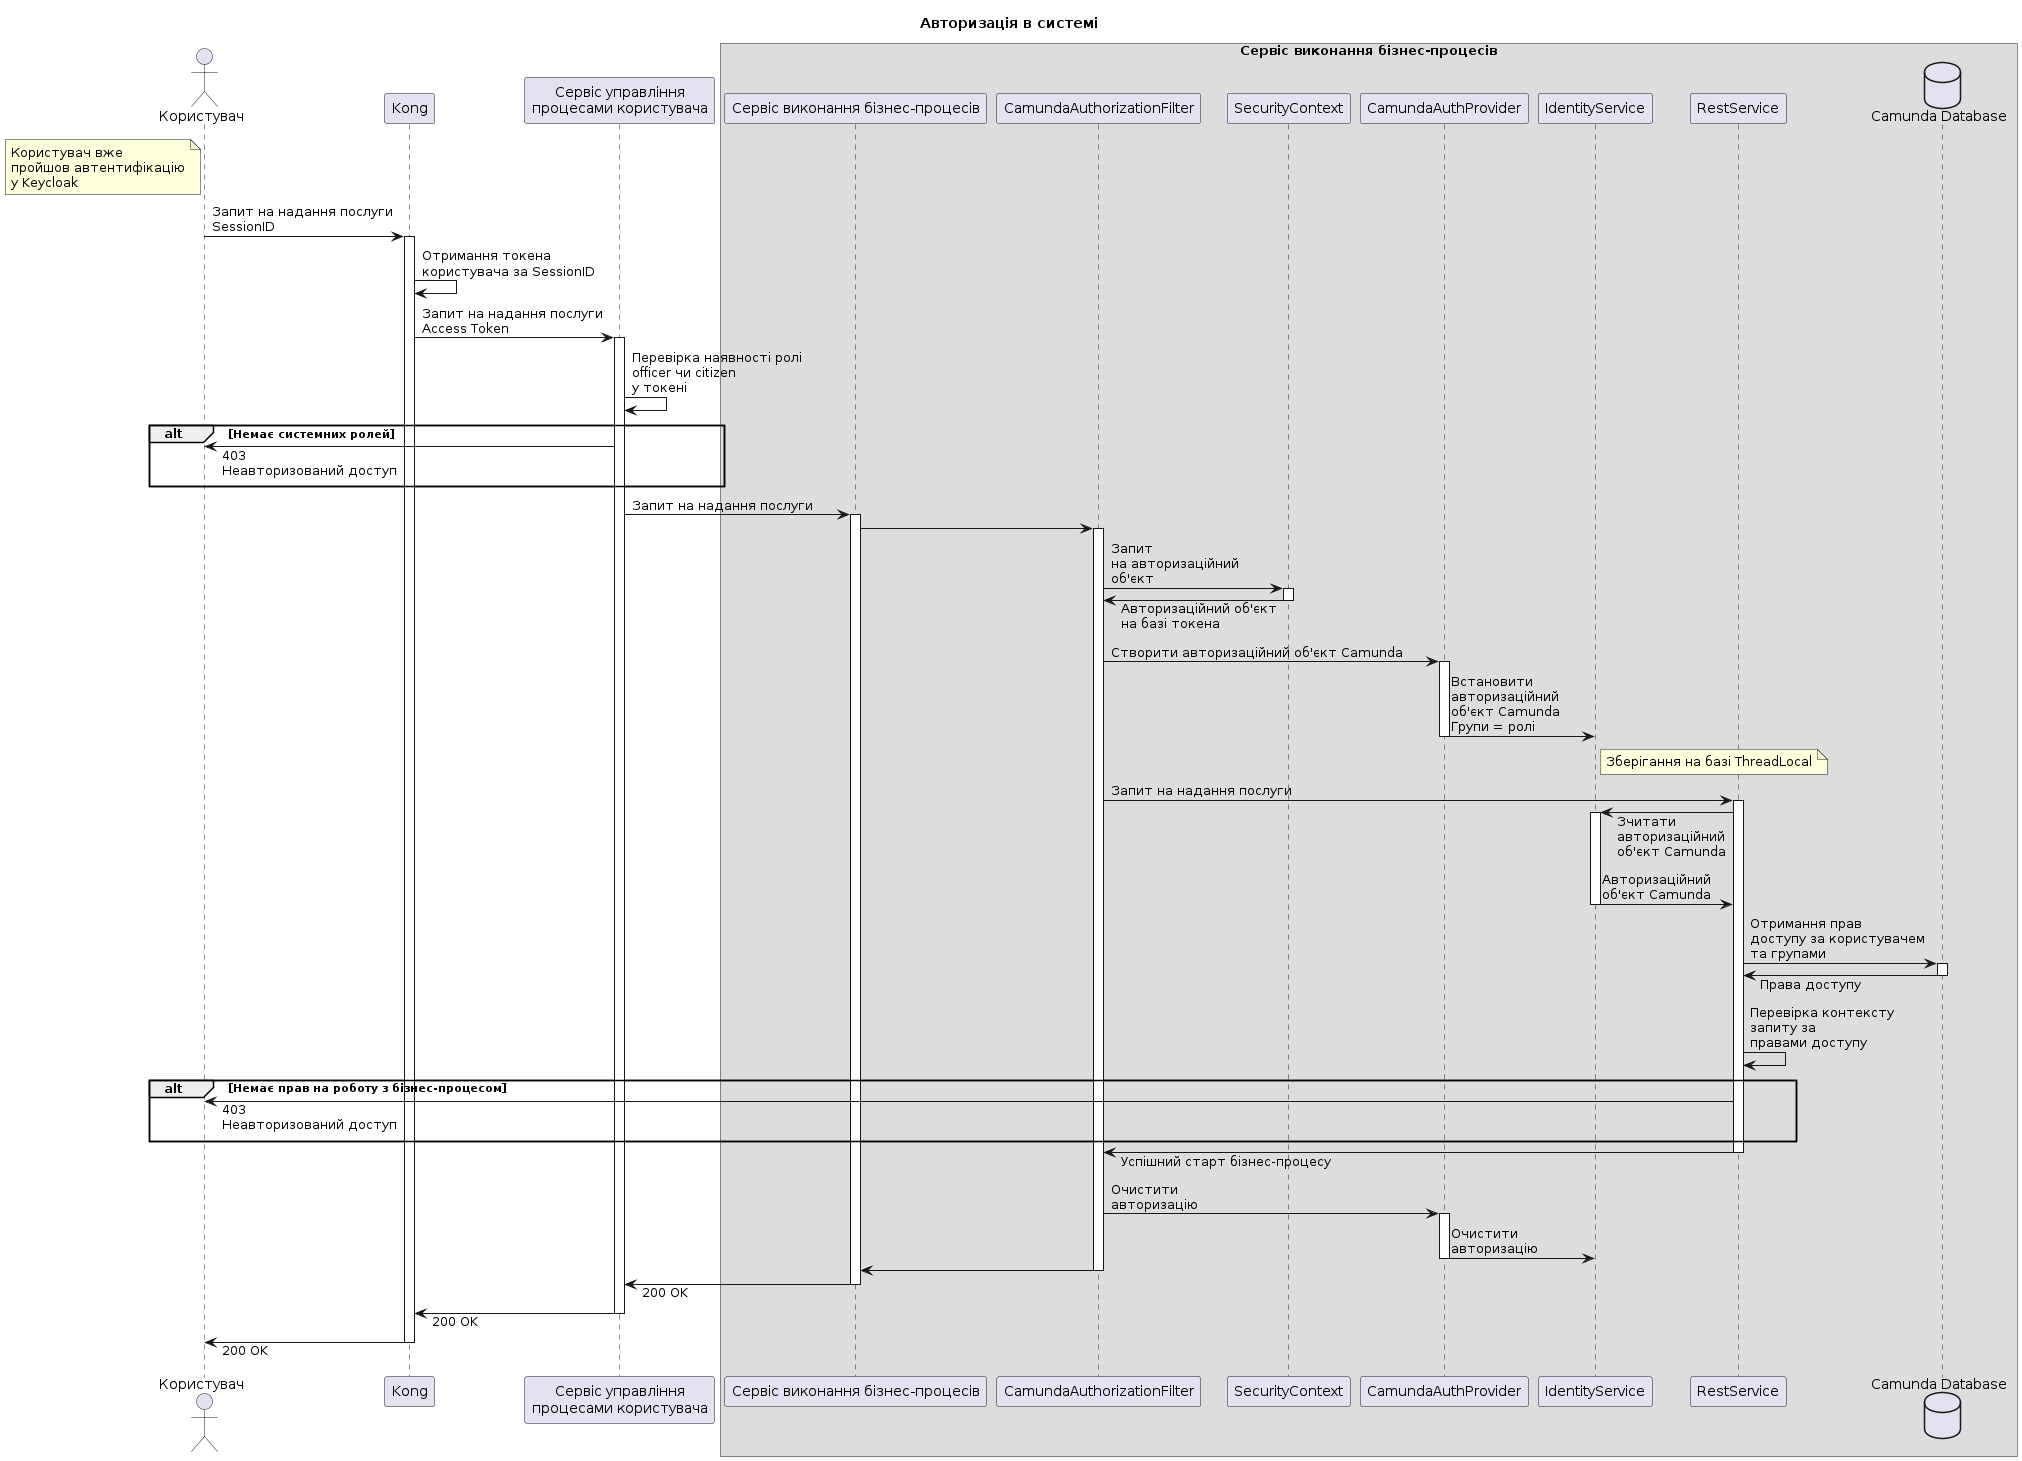 Авторизація в системі
Сервіс виконання бізнес-процесів
Користувач
Kong
Сервіс управління
процесами користувача
Сервіс виконання бізнес-процесів
CamundaAuthorizationFilter
SecurityContext
CamundaAuthProvider
IdentityService
RestService
Camunda Database
Користувач вже
пройшов автентифікацію
у Keycloak
Запит на надання послуги
SessionID
Отримання токена
користувача за SessionID
Запит на надання послуги
Access Token
Перевірка наявності ролі
officer чи citizen
у токені
alt
[Немає системних ролей]
403
Неавторизований доступ
Запит на надання послуги
Запит
на авторизаційний
об'єкт
Авторизаційний об'єкт
на базі токена
Створити авторизаційний об'єкт Camunda
Встановити
авторизаційний
об'єкт Camunda
Групи = ролі
Зберігання на базі ThreadLocal
Запит на надання послуги
Зчитати
авторизаційний
об'єкт Camunda
Авторизаційний
об'єкт Camunda
Отримання прав
доступу за користувачем
та групами
Права доступу
Перевірка контексту
запиту за
правами доступу
alt
[Немає прав на роботу з бізнес-процесом]
403
Неавторизований доступ
Успішний старт бізнес-процесу
Очистити
авторизацію
Очистити
авторизацію
200 OK
200 OK
200 OK
Користувач
Kong
Сервіс управління
процесами користувача
Сервіс виконання бізнес-процесів
CamundaAuthorizationFilter
SecurityContext
CamundaAuthProvider
IdentityService
RestService
Camunda Database